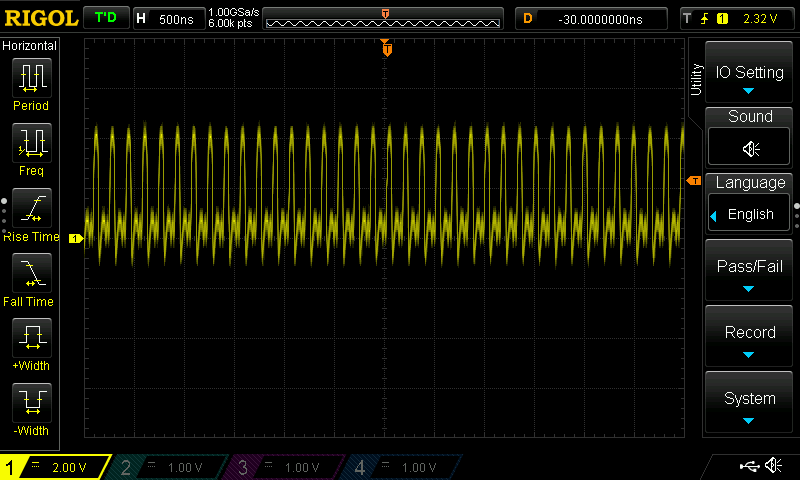 RIGOL T'D H 500ns 1.00GSa/s 6.00k pts T D -30.0000000ns T 1 2.32 V
Horizontal
Period
Freq
Rise Time
Fall Time
+Width
-Width
T
T
1
Utility
IO Setting
Sound
Language
English
Pass/Fail
Record
System
1 2.00 V 2 1.00 V 3 1.00 V 4 1.00 V